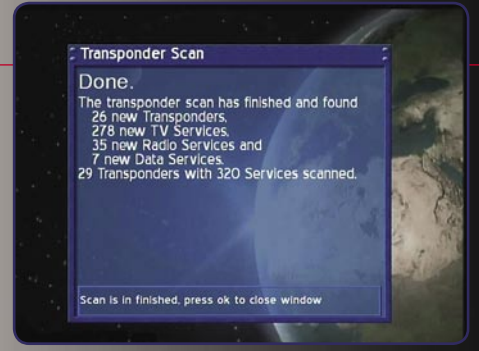 Transponder Scan
Done.
The transponder scan has finished and found
26 new Transponders,
278 new TV Services,
35 new Radio Services and
7 new Data Services.
29 Transponders with 320 Services scanned.
Scan is in finished, press ok to close window